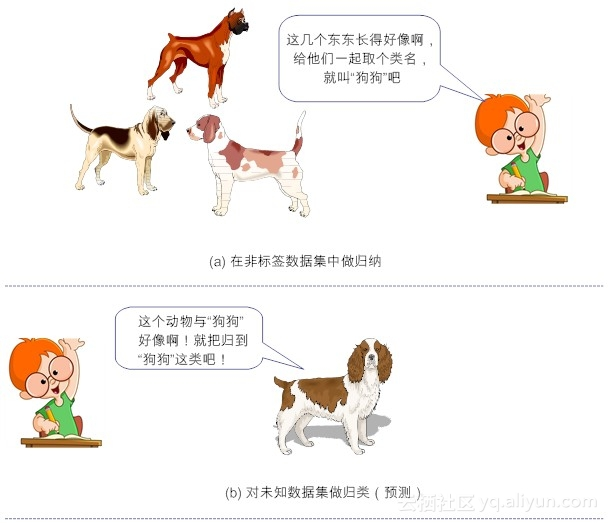 这几个东东长得好像啊，
给他们一起取个类名，
就叫“狗狗”吧
(a) 在非标签数据集中做归纳
这个动物与“狗狗”
好像啊！就把归到
“狗狗”这类吧！
(b) 对未知数据集做归类（预测）
云栖社区 yq.aliyun.com